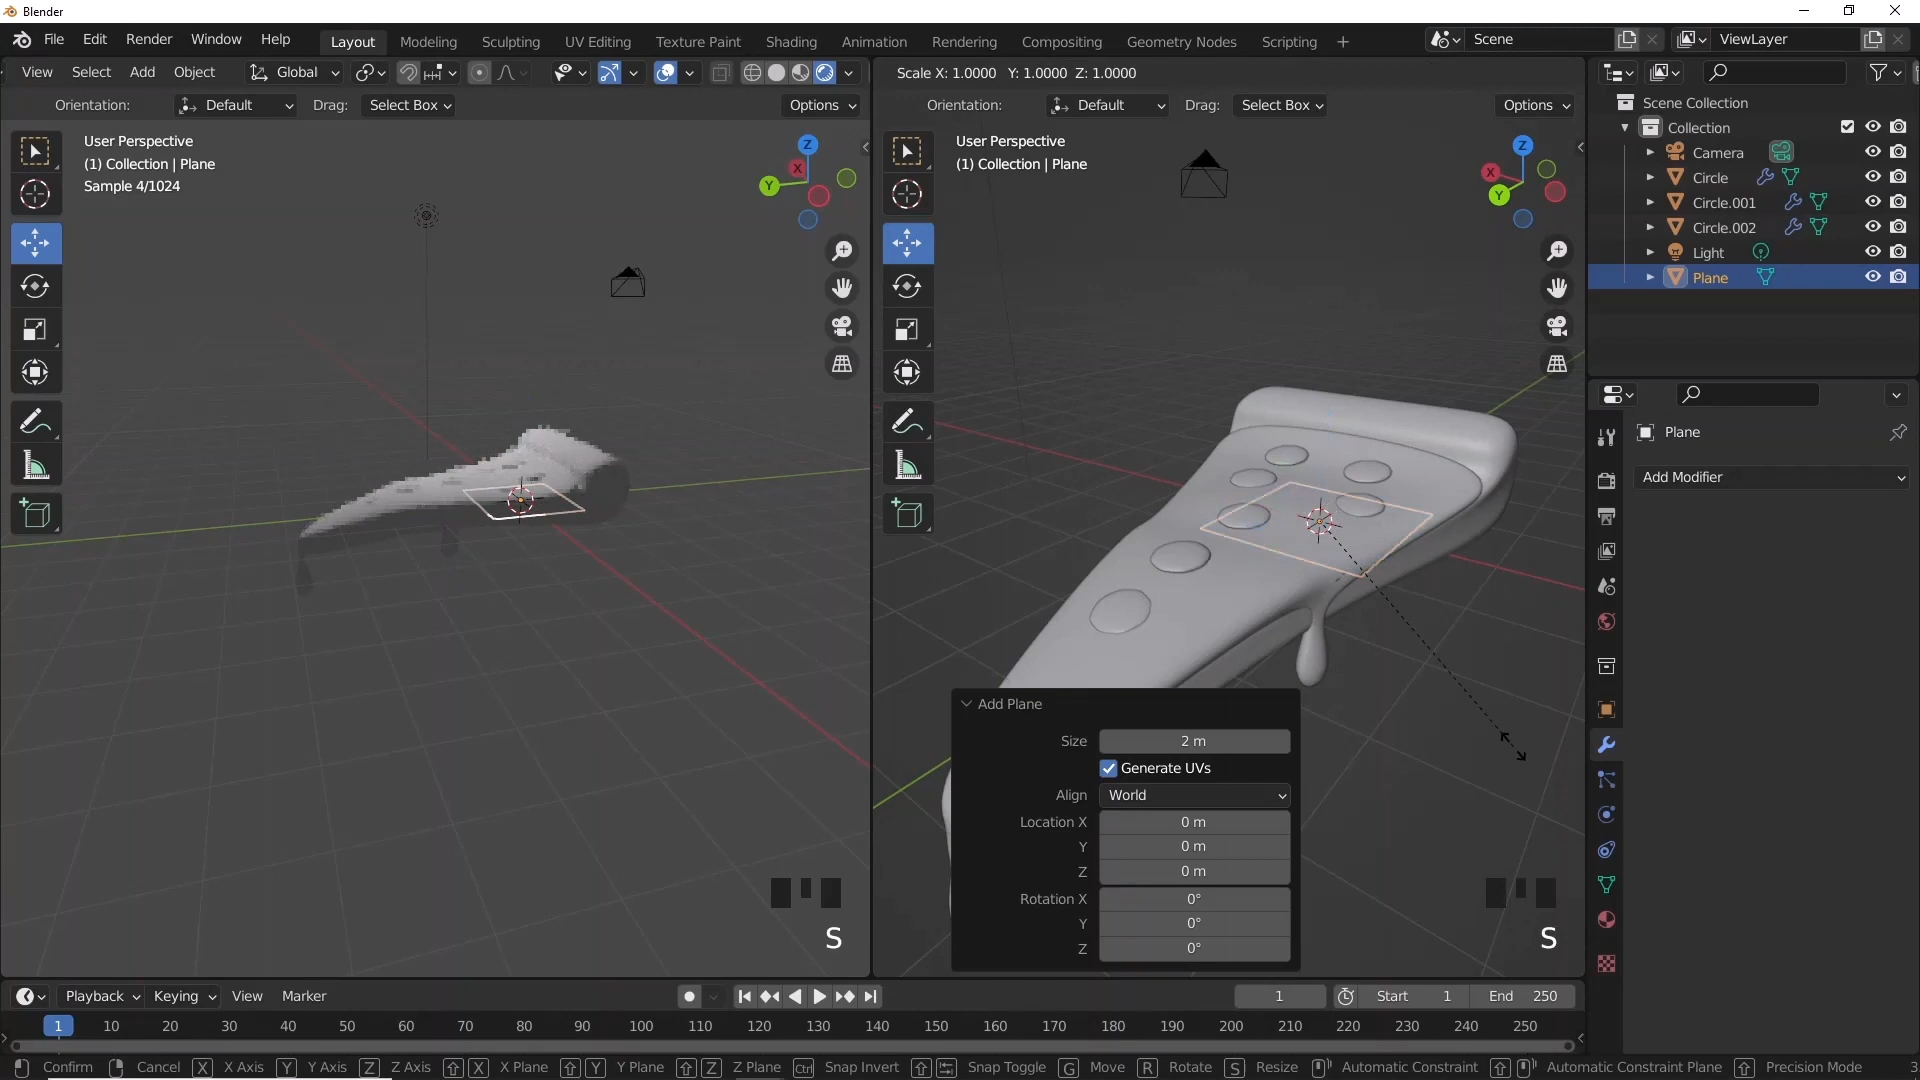 Blender
File Edit Render Window Help Layout Modeling Sculpting UV Editing Texture Paint Shading Animation Rendering Compositing Geometry Nodes Scripting + Scene ViewLayer
View Select Add Object Global Scale X: 1.0000 Y: 1.0000 Z: 1.0000
Orientation: Default Drag: Select Box Options Orientation: Default Drag: Select Box Options
Scene Collection
Collection
Camera
Circle
Circle.001
Circle.002
Light
Plane
User Perspective
(1) Collection | Plane
Sample 4/1024
Z
X
Y
User Perspective
(1) Collection | Plane
Z
X
Y
Plane
Add Modifier
Add Plane
Size 2 m
Generate UVs
Align World
Location X 0 m
Y 0 m
Z 0 m
Rotation X 0°
Y 0°
Z 0°
S
S
Playback Keying View Marker 1 Start 1 End 250
1 10 20 30 40 50 60 70 80 90 100 110 120 130 140 150 160 170 180 190 200 210 220 230 240 250
Confirm Cancel X X Axis Y Y Axis Z Z Axis X X Plane Y Y Plane Z Z Plane Ctrl Snap Invert Snap Toggle G Move R Rotate S Resize Automatic Constraint Automatic Constraint Plane Precision Mode 3